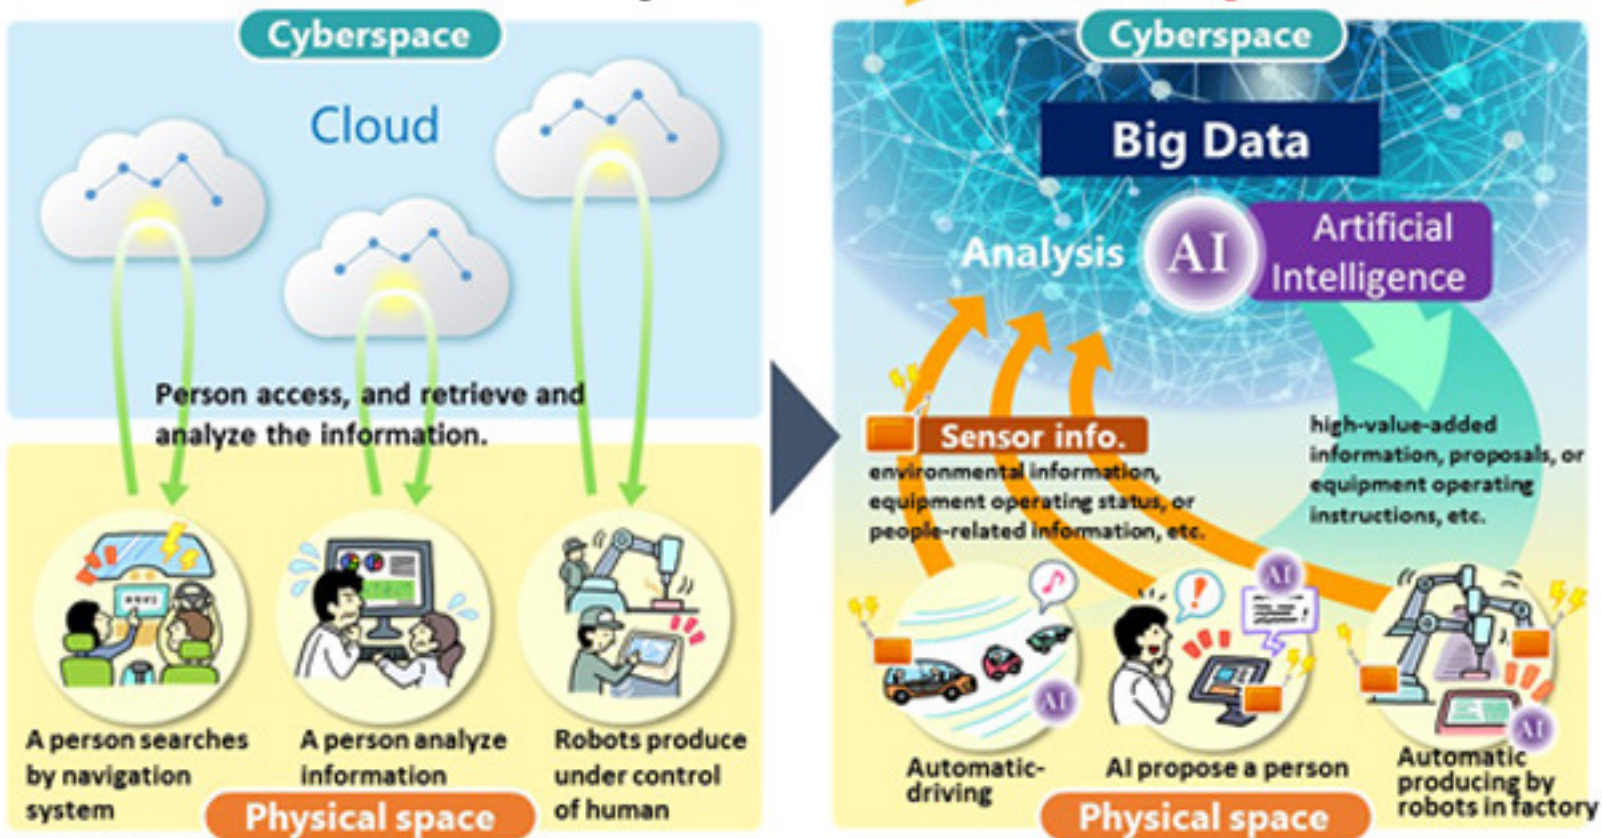 Cyberspace
Cloud
Person access, and retrieve and
analyze the information.
A person searches
by navigation
system
A person analyze
information
Robots produce
under control
of human
Physical space
Cyberspace
Big Data
Analysis
AI
Artificial
Intelligence
Sensor info.
environmental information,
equipment operating status, or
people-related information, etc.
high-value-added
information, proposals, or
equipment operating
instructions, etc.
AI
AI
AI
Automatic-
driving
AI propose a person
Automatic
producing by
robots in factory
Physical space